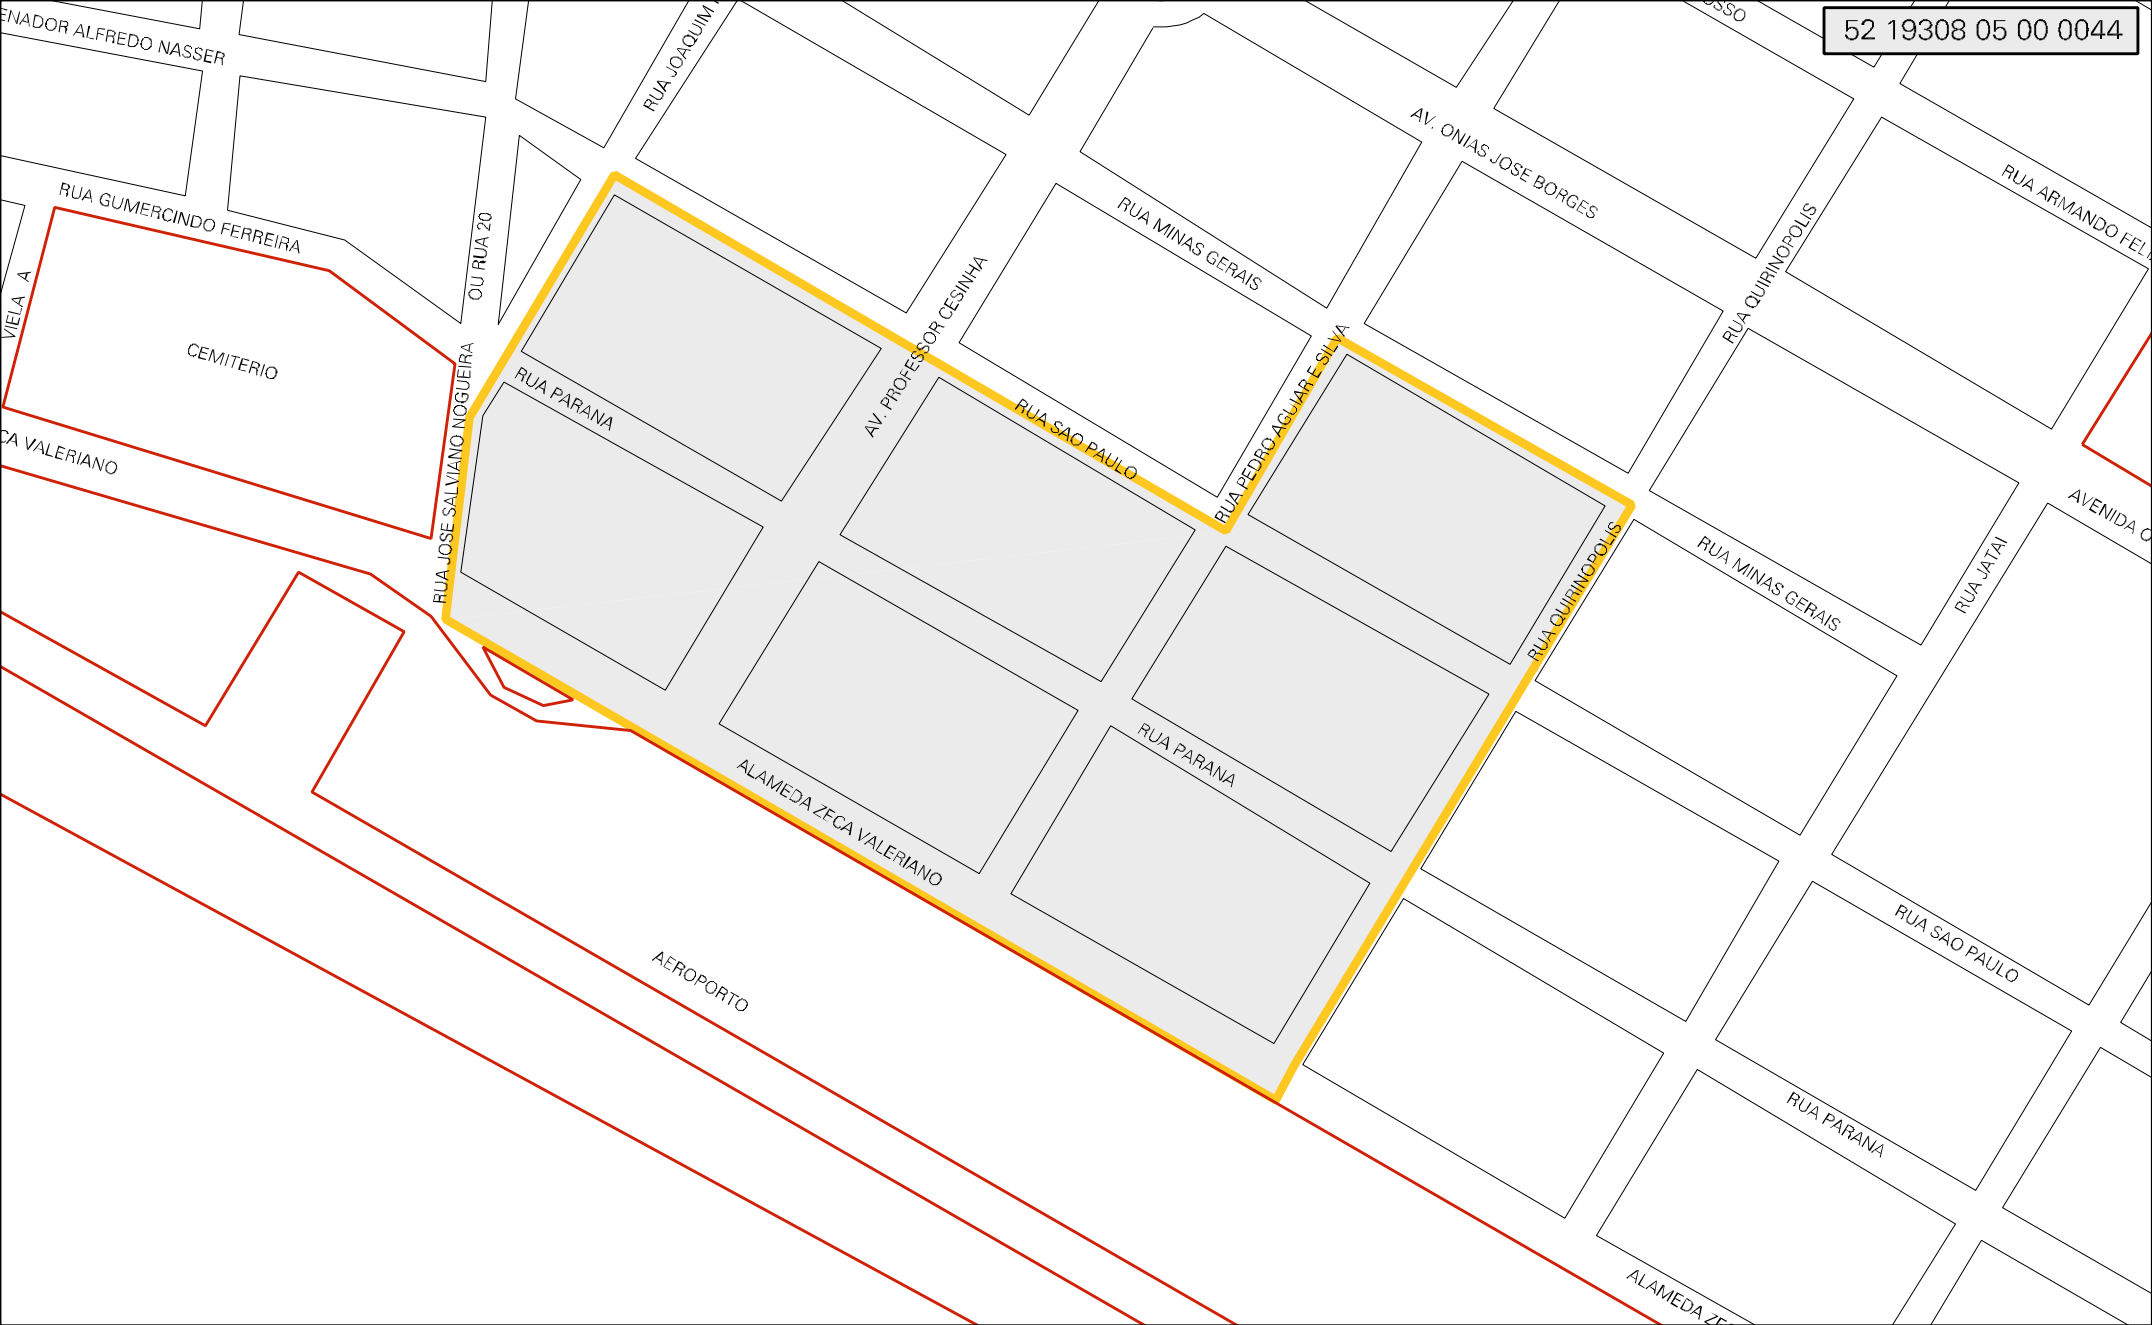 52 19308 05 00 0044
ENADOR ALFREDO NASSER
RUA JOAQUIM
OSSO
AV. ONIAS JOSE BORGES
RUA ARMANDO FELI
RUA GUMERCINDO FERREIRA
OU RUA 20
RUA MINAS GERAIS
RUA QUIRINOPOLIS
VIELA A
CEMITERIO
AV. PROFESSOR CESINHA
RUA PEDRO AGUIAR E SILVA
RUA PARANA
RUA SAO PAULO
CA VALERIANO
RUA JOSE SALVIANO NOGUEIRA
AVENIDA O
RUA QUIRINOPOLIS
RUA MINAS GERAIS
RUA JATAI
RUA PARANA
ALAMEDA ZECA VALERIANO
RUA SAO PAULO
AEROPORTO
RUA PARANA
ALAMEDA ZEC